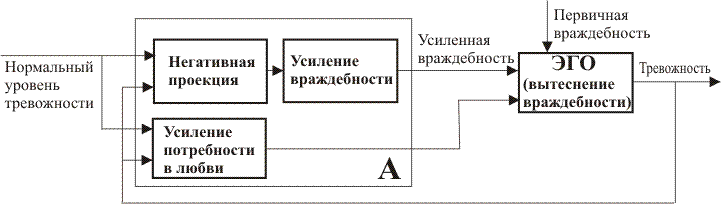 Первичная
враждебность
Нормальный
уровень
тревожности
Негативная
проекция
Усиление
враждебности
Усиленная
враждебность
ЭГО
(вытеснение
враждебности)
Тревожность
Усиление
потребности
в любви
А